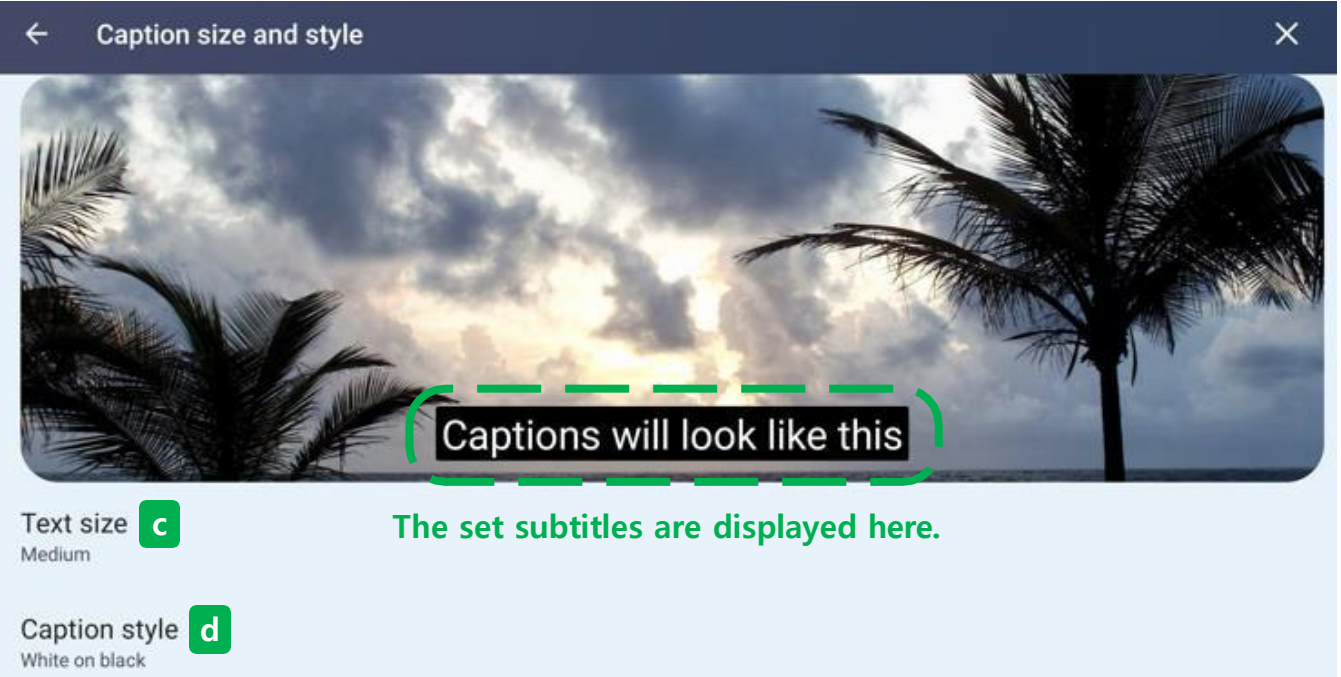 Caption size and style
Captions will look like this
Text size c
The set subtitles are displayed here.
Medium
Caption style d
White on black